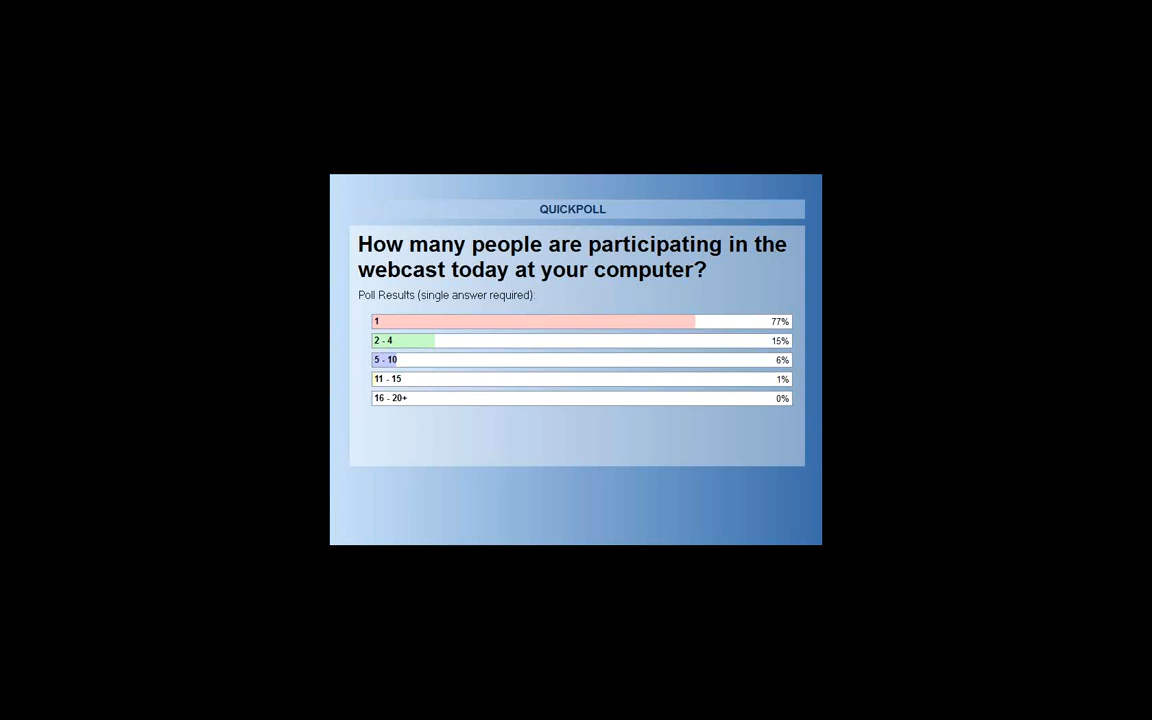 QUICKPOLL
How many people are participating in the
webcast today at your computer?
Poll Results (single answer required):
1 77%
2 - 4 15%
5 - 10 6%
11 - 15 1%
16 - 20+ 0%